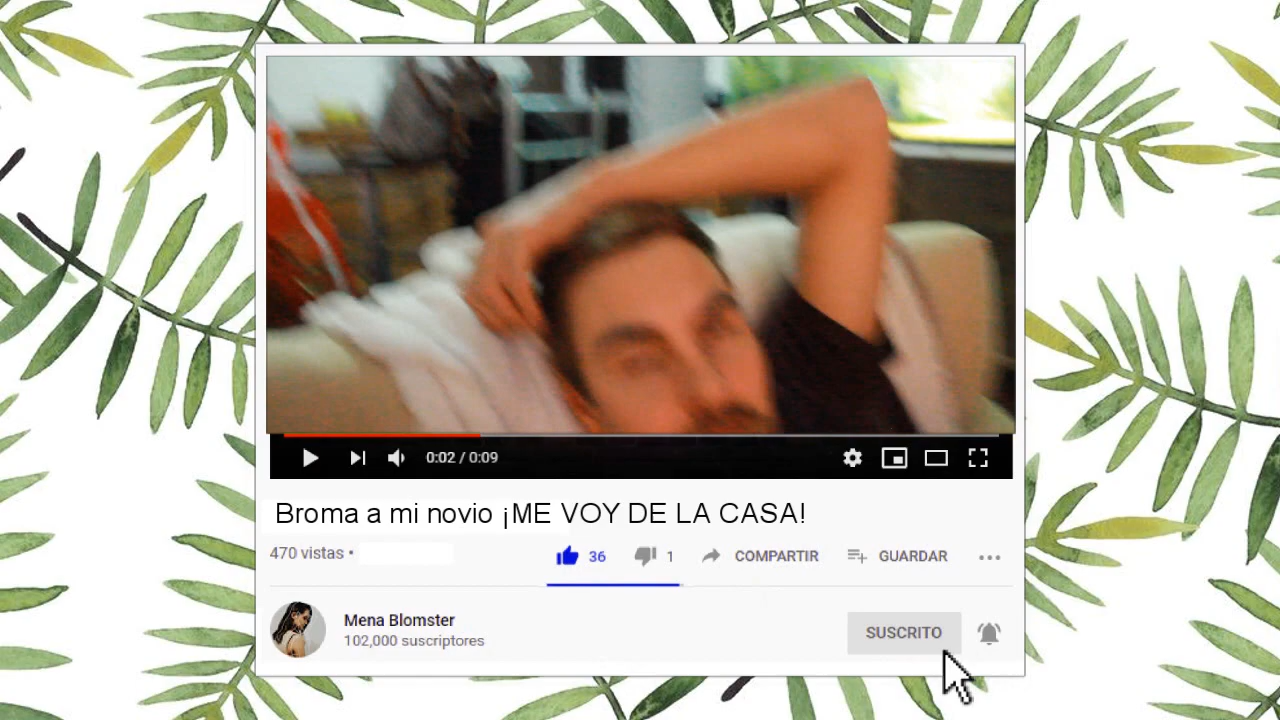 0:02 / 0:09
Broma a mi novio ¡ME VOY DE LA CASA!
470 vistas •
36
1
COMPARTIR
GUARDAR
Mena Blomster
102,000 suscriptores
SUSCRITO